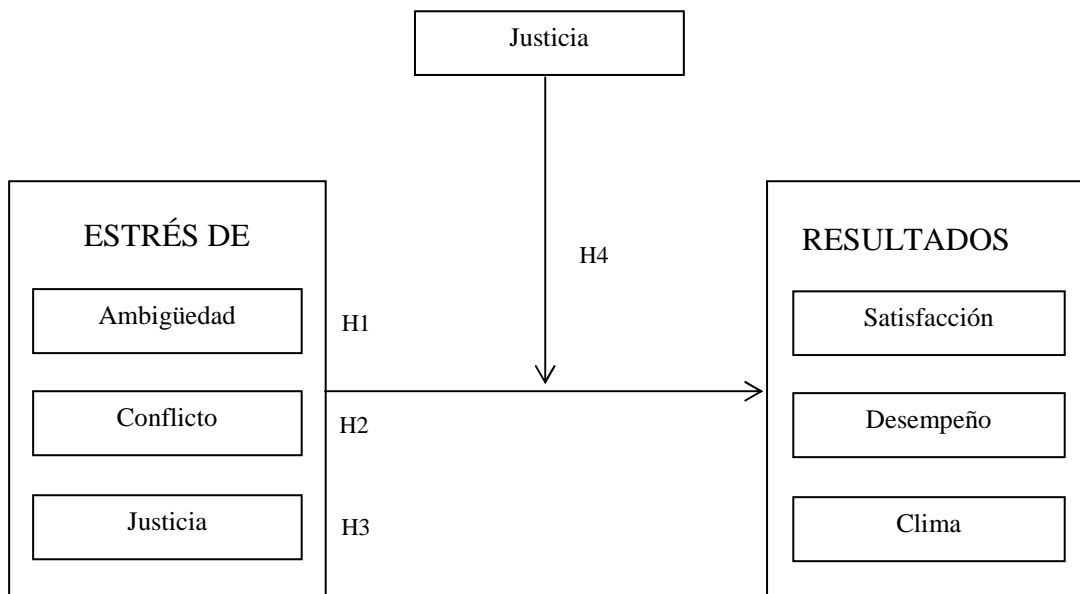 Justicia
H4
ESTRÉS DE
Ambigüedad
Conflicto
Justicia
H1
H2
H3
RESULTADOS
Satisfacción
Desempeño
Clima